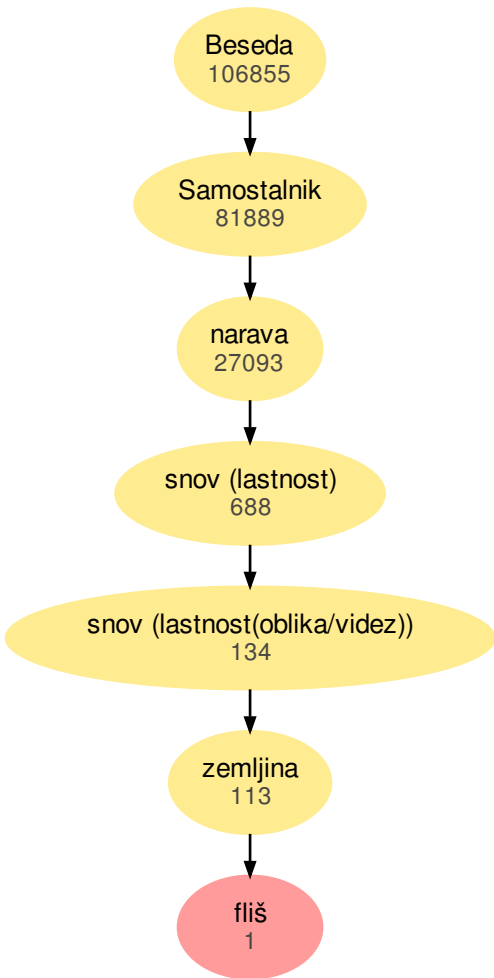 Beseda
106855
Samostalnik
81889
narava
27093
snov (lastnost)
688
snov (lastnost(oblika/videz))
134
zemljina
113
fliš
1